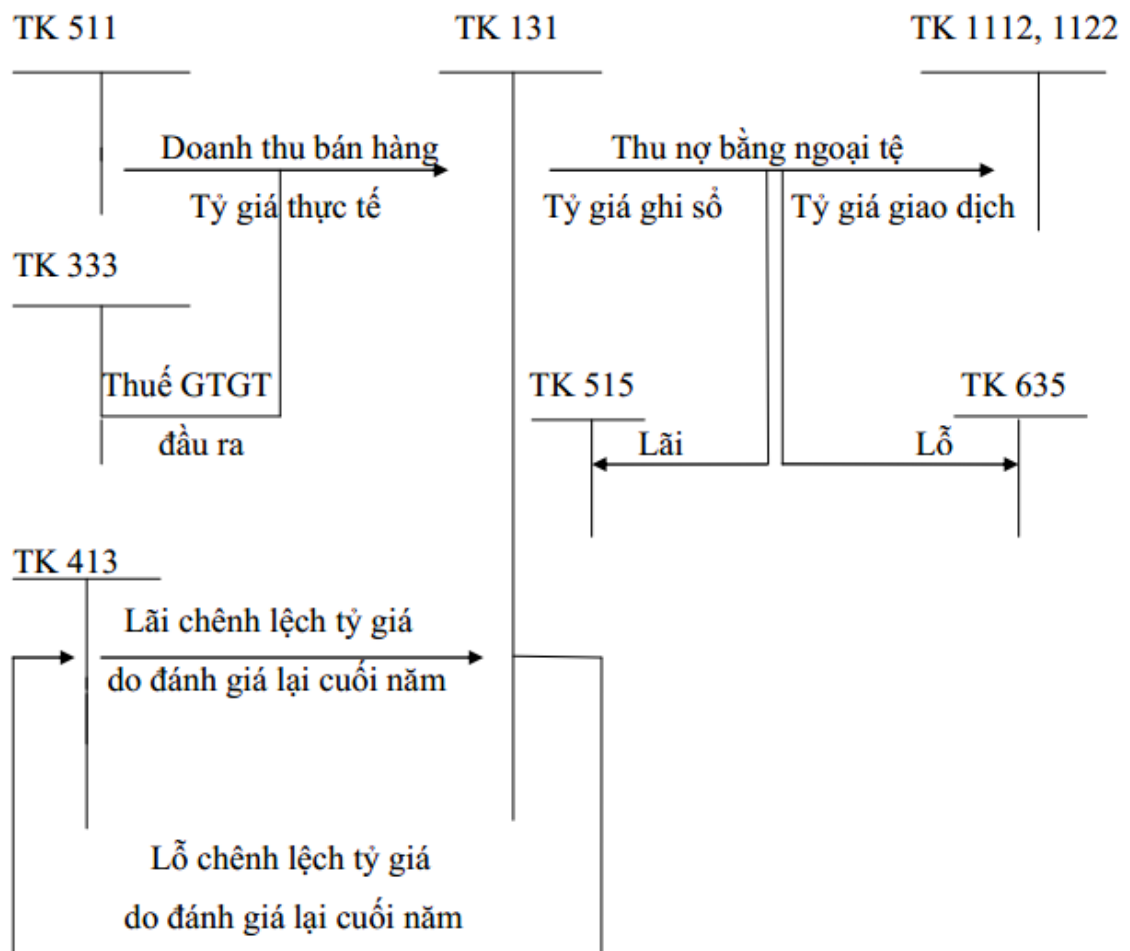 TK 511
TK 131
TK 1112, 1122
Doanh thu bán hàng
Thu nợ bằng ngoại tệ
Tỷ giá thực tế
Tỷ giá ghi sổ
Tỷ giá giao dịch
TK 333
Thuế GTGT
đầu ra
TK 515
TK 635
Lãi
Lỗ
TK 413
Lãi chênh lệch tỷ giá
do đánh giá lại cuối năm
Lỗ chênh lệch tỷ giá
do đánh giá lại cuối năm